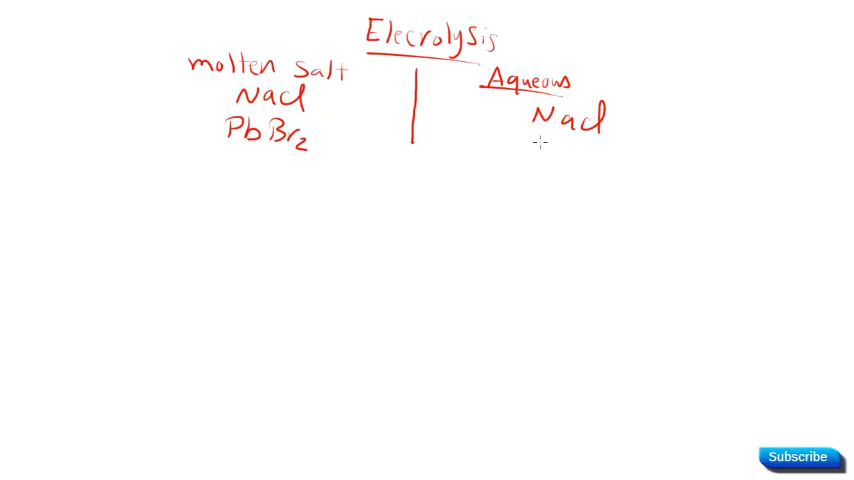 Elecrolysis
molten salt
Nacl
PbBr2
Aqueous
Nacl
Subscribe